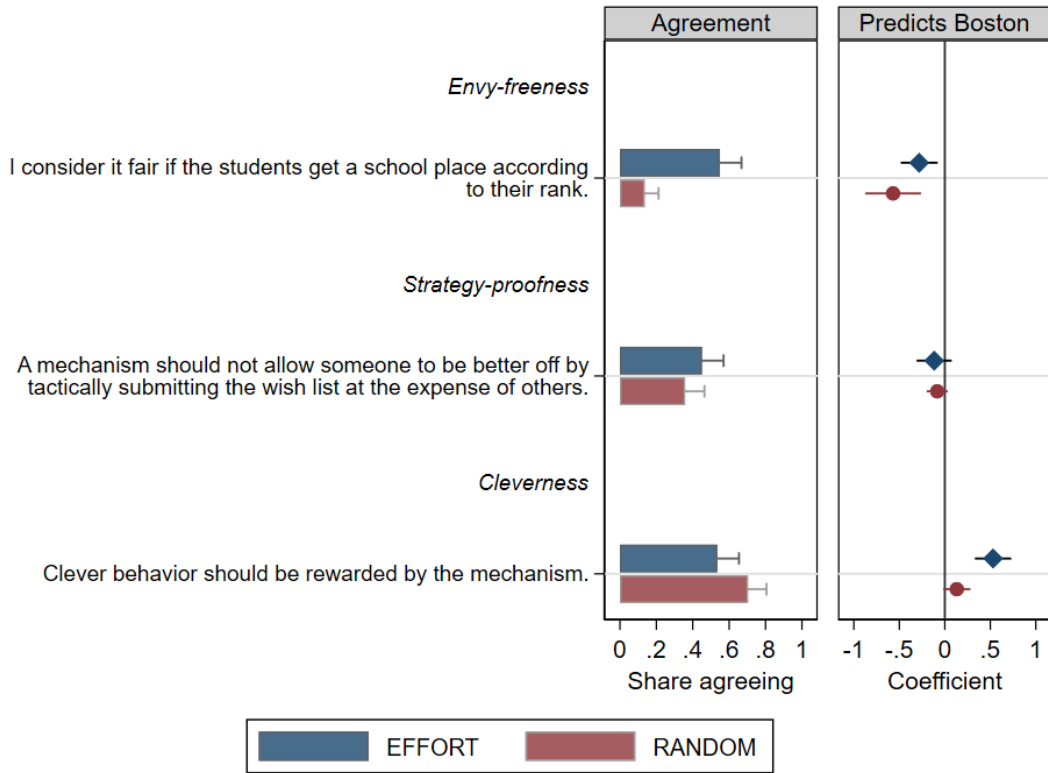 Agreement
Predicts Boston
Envy-freeness
I consider it fair if the students get a school place according
to their rank.
Strategy-proofness
A mechanism should not allow someone to be better off by
tactically submitting the wish list at the expense of others.
Cleverness
Clever behavior should be rewarded by the mechanism.
0 .2 .4 .6 .8 1
-1 -.5 0 .5 1
Share agreeing
Coefficient
EFFORT
RANDOM